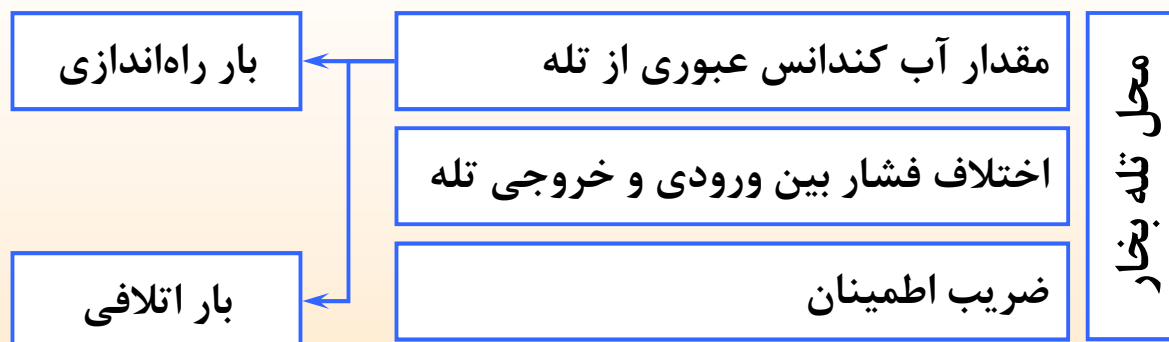 محل تله بخار
مقدار آب کندانس عبوری از تله
بار راه‌اندازی
اختلاف فشار بین ورودی و خروجی تله
ضریب اطمینان
بار اتلافی